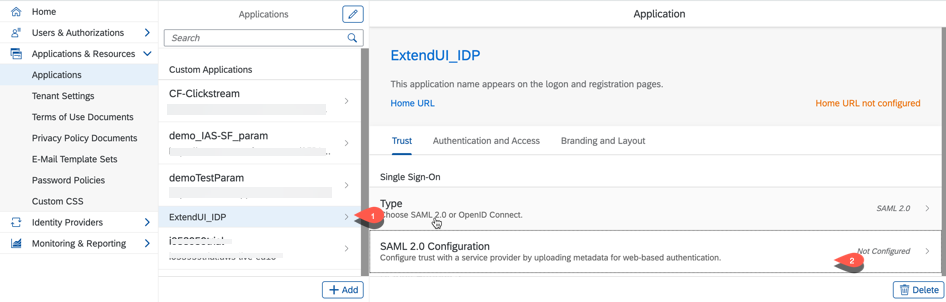 Home
Users & Authorizations
Applications & Resources
Applications
Tenant Settings
Terms of Use Documents
Privacy Policy Documents
E-Mail Template Sets
Password Policies
Custom CSS
Identity Providers
Monitoring & Reporting
Applications
Search
Custom Applications
CF-Clickstream
demo_IAS-SF_param
demoTestParam
ExtendUI_IDP
1
+ Add
Application
ExtendUI_IDP
This application name appears on the logon and registration pages.
Home URL
Home URL not configured
Trust Authentication and Access Branding and Layout
Single Sign-On
Type
Choose SAML 2.0 or OpenID Connect.
SAML 2.0
SAML 2.0 Configuration
Configure trust with a service provider by uploading metadata for web-based authentication.
Not Configured
2
Delete